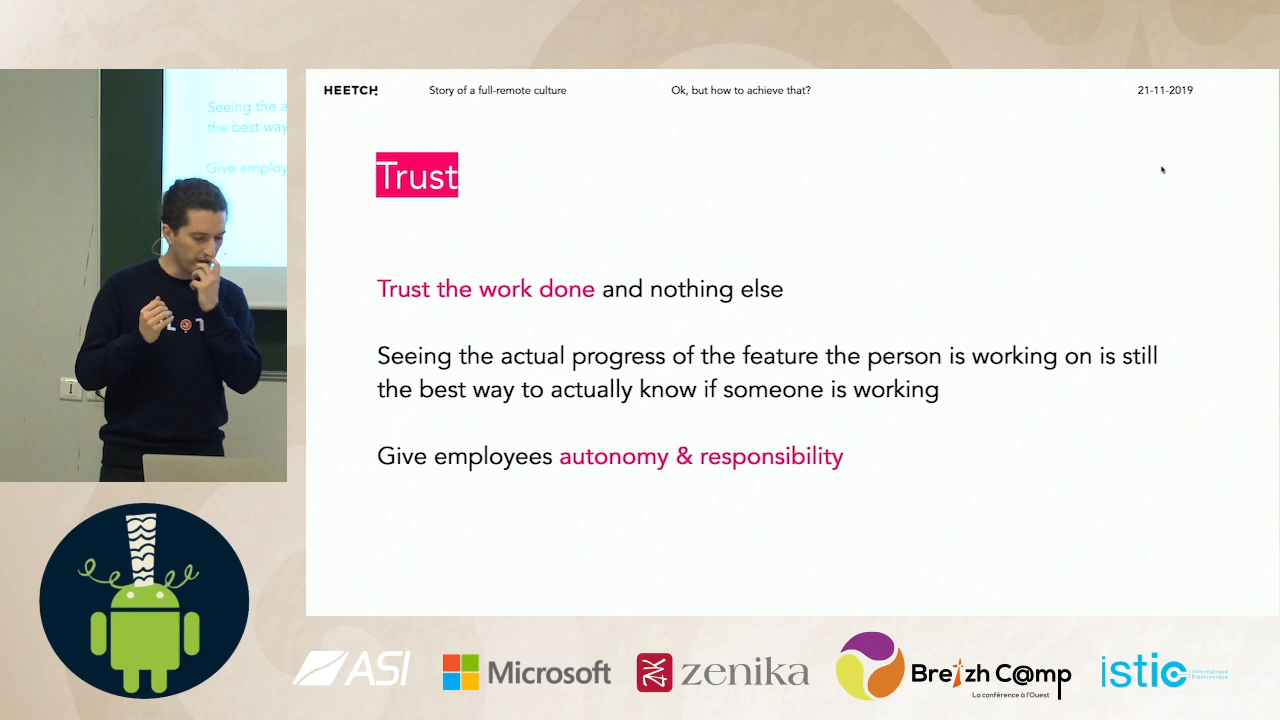 Seeing the a
the best way
Give employ
HEETCH
Story of a full-remote culture
Ok, but how to achieve that?
21-11-2019
Trust
Trust the work done and nothing else
Seeing the actual progress of the feature the person is working on is still
the best way to actually know if someone is working
Give employees autonomy & responsibility
ASI
Microsoft
zenika
Breizh C@mp
La conférence à l'Ouest
istic
Informatique
Électronique